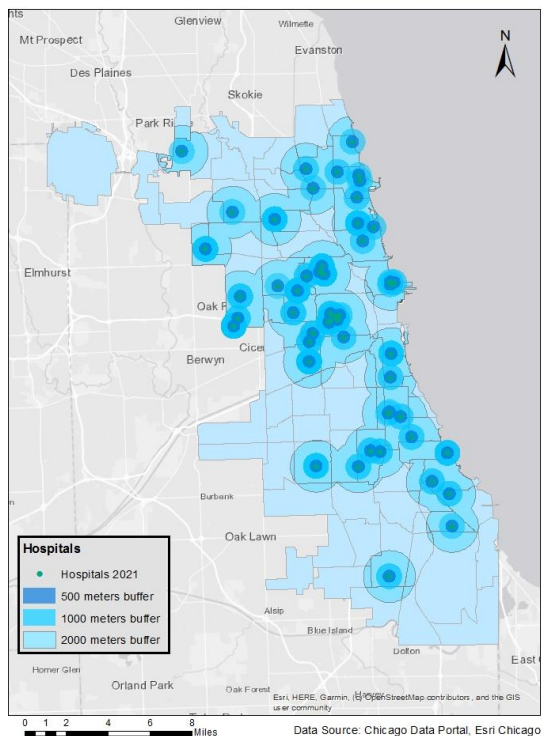 nts
Glenview
Wilmette
Mt Prospect
Evanston
N
Des Plaines
Skokie
Park Ri
Elmhurst
Oak P
Cicer
Berwyn
Burbank
Oak Lawn
Hospitals
Hospitals 2021
500 meters buffer
1000 meters buffer
2000 meters buffer
Alsip
Blue Island
Dolton
Homer Glen
East C
Orland Park
Oak Forest
Harvey
Esri, HERE, Garmin, (c) OpenStreetMap contributors, and the GIS
user community
0 1 2 4 6 8
Miles
Data Source: Chicago Data Portal, Esri Chicago